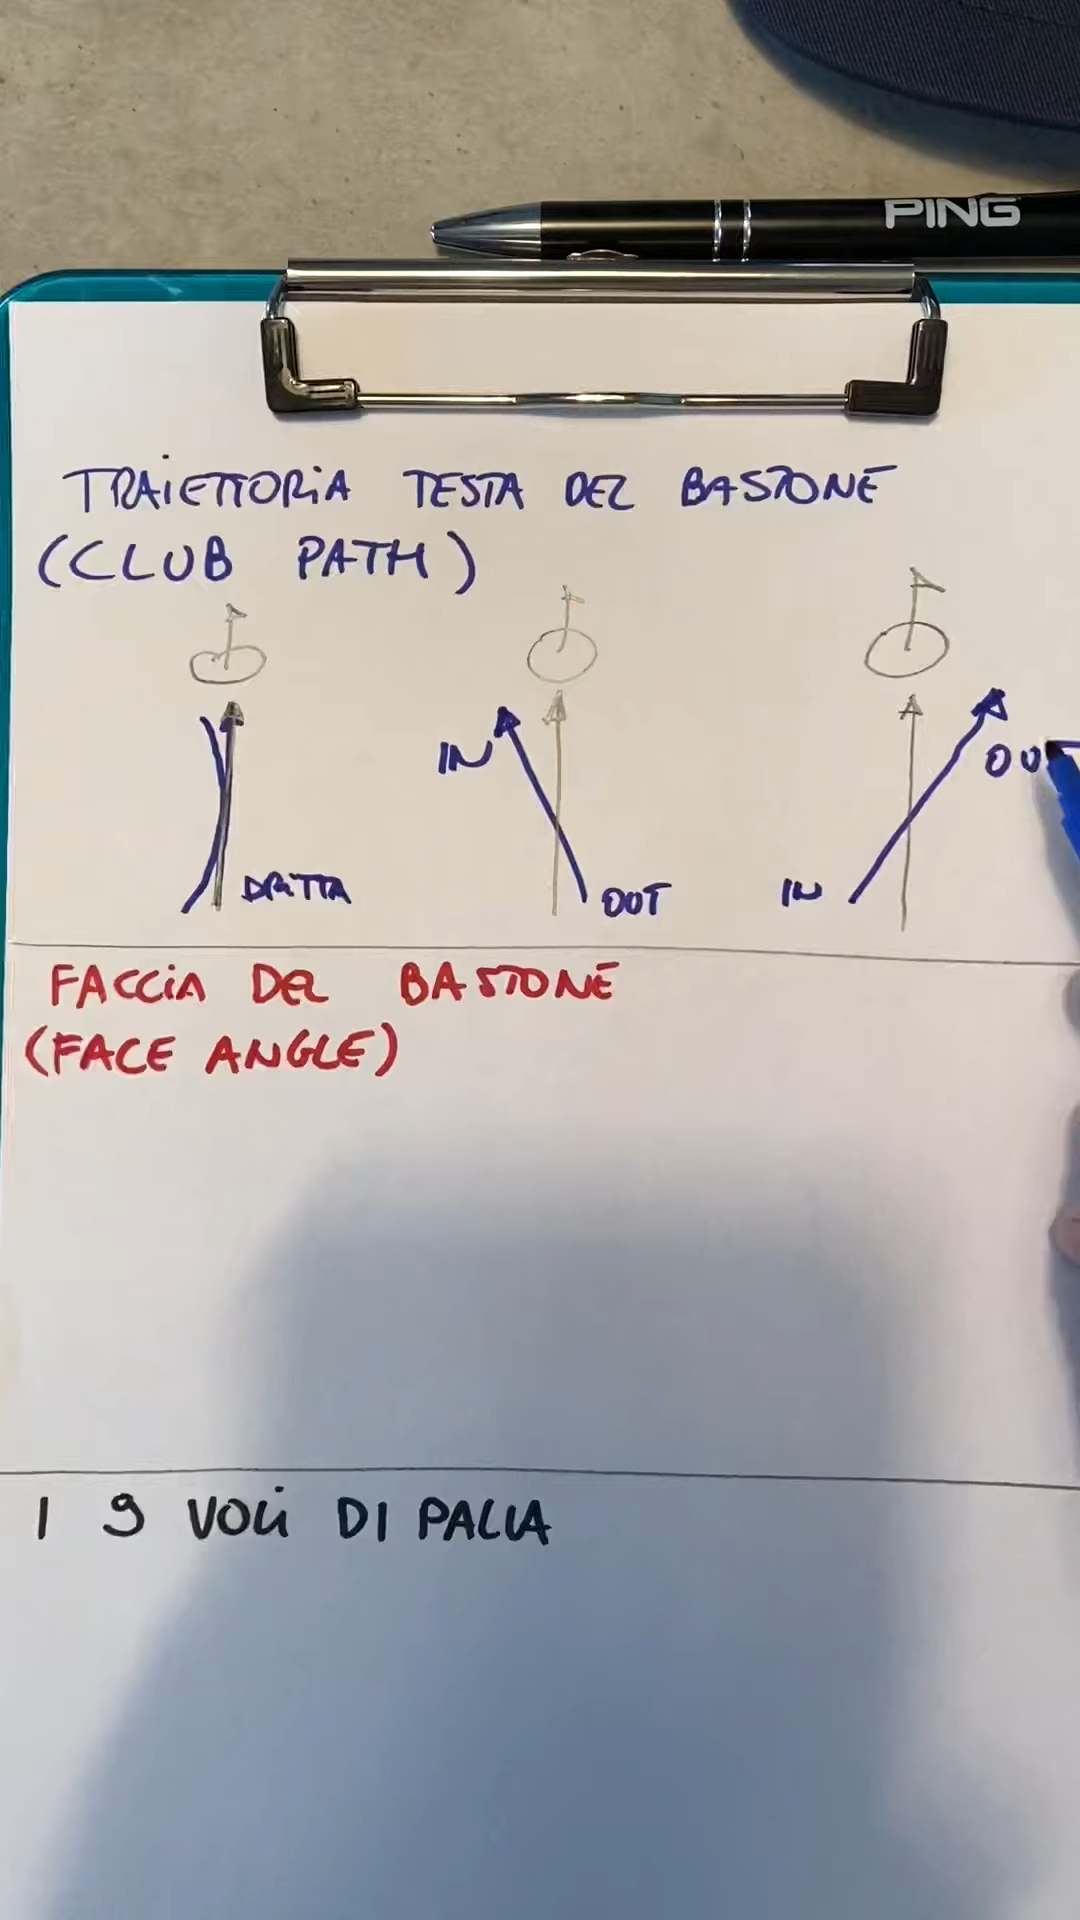 PING
TRAIETTORIA TESTA DEL BASTONE
(CLUB PATH)
IN
OU
DRITTA
OUT
IN
FACCIA DEL BASTONE
(FACE ANGLE)
I 9 VOLI DI PALLA